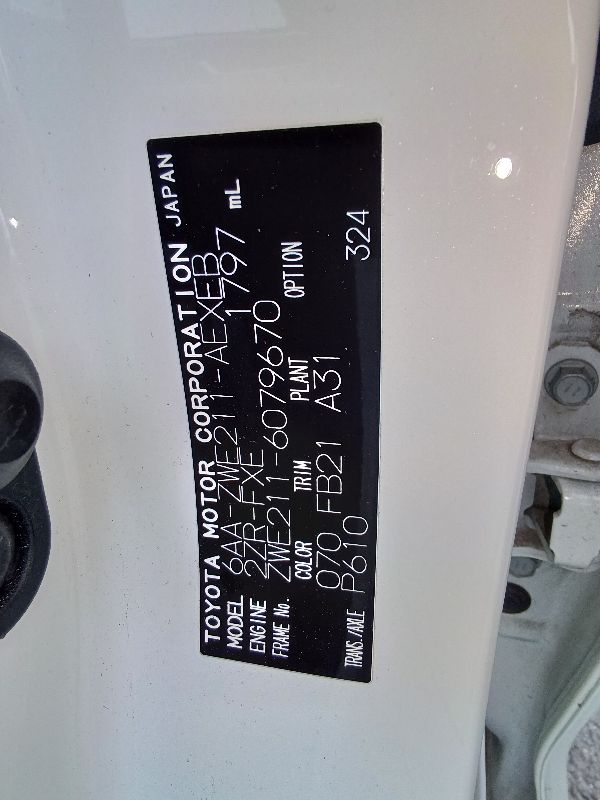 TOYOTA MOTOR CORPORATION JAPAN
MODEL 6AA-ZWE211-AEXEB
ENGINE 2ZR-FXE 1797 mL
FRAME No. ZWE211-6079670
COLOR TRIM PLANT OPTION
070 FB21 A31
TRANS./AXLE P610 324